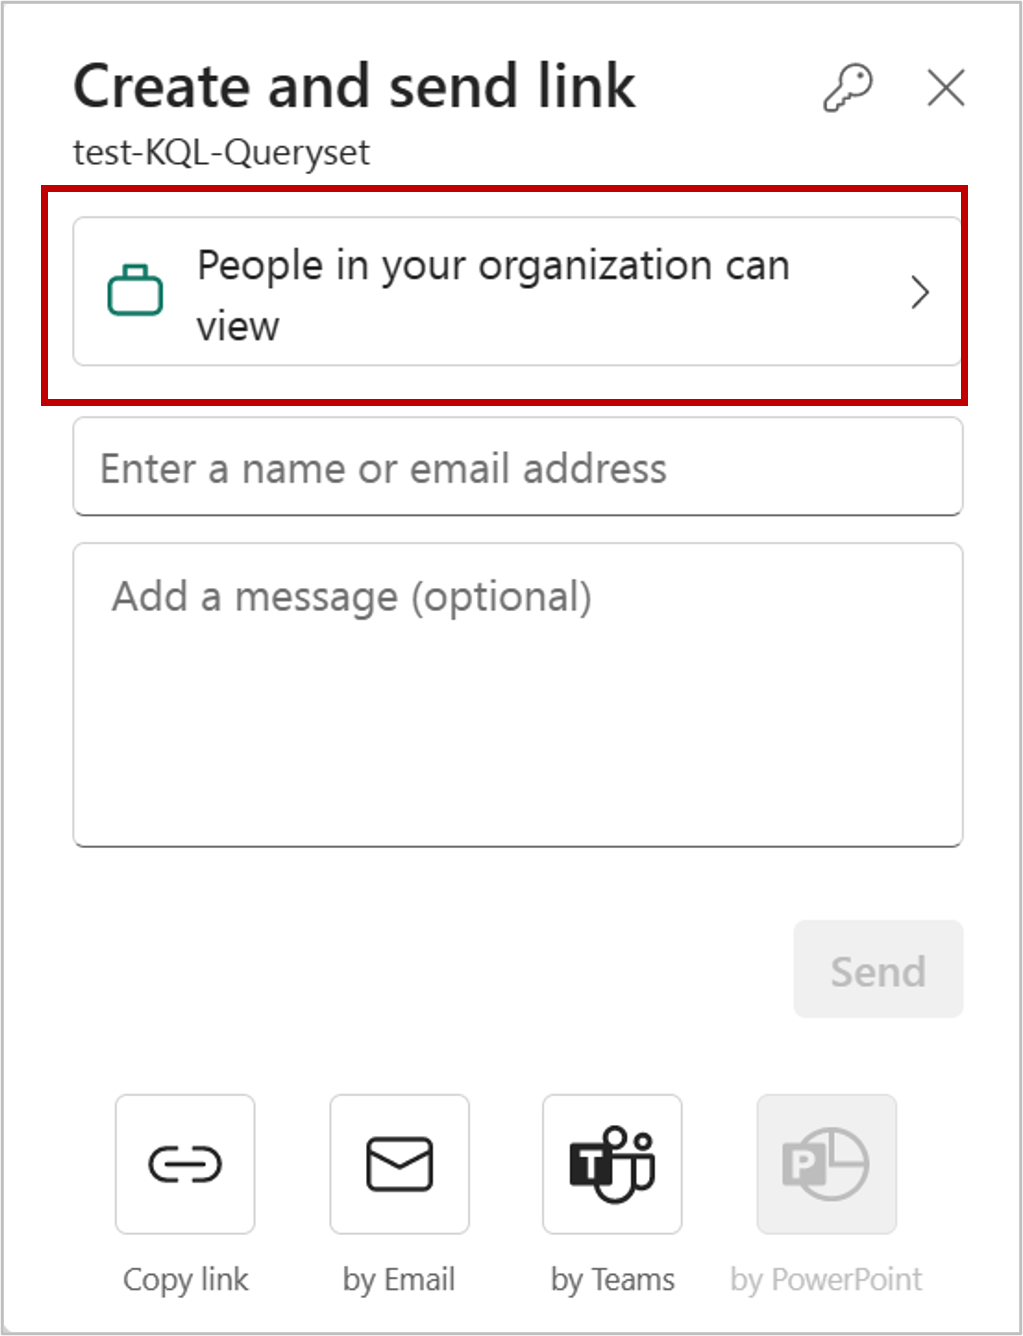 Create and send link
test-KQL-Queryset
People in your organization can
view
Enter a name or email address
Add a message (optional)
Send
T
P
Copy link
by Email
by Teams
by PowerPoint